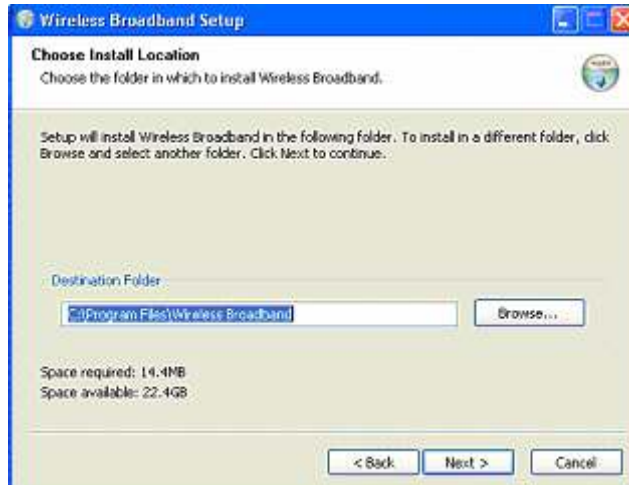 Wireless Broadband Setup
Choose Install Location
Choose the folder in which to install Wireless Broadband.
Setup will install Wireless Broadband in the following folder. To install in a different folder, click
Browse and select another folder. Click Next to continue.
Destination Folder
C:\Program Files\Wireless Broadband
Browse...
Space required: 14.4MB
Space available: 22.4GB
< Back
Next >
Cancel